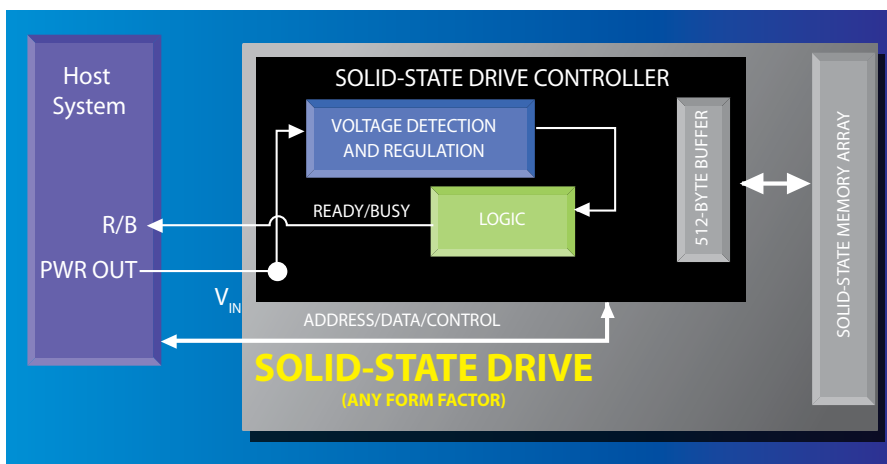 Host
System
R/B
PWR OUT
V IN
SOLID-STATE DRIVE CONTROLLER
VOLTAGE DETECTION
AND REGULATION
READY/BUSY
LOGIC
512-BYTE BUFFER
SOLID-STATE MEMORY ARRAY
ADDRESS/DATA/CONTROL
SOLID-STATE DRIVE
(ANY FORM FACTOR)